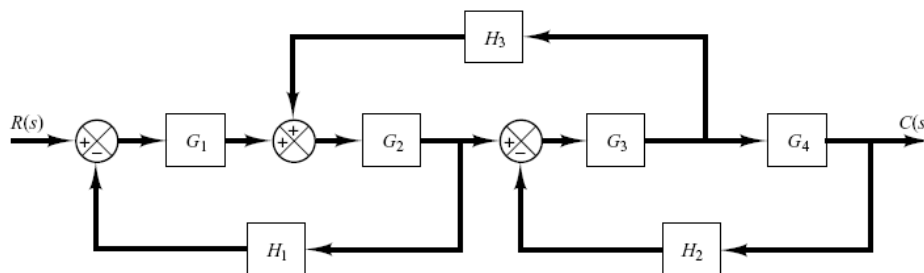 H3
R(s)
+
−
G1
+
+
G2
+
−
G3
G4
C(s
H1
H2